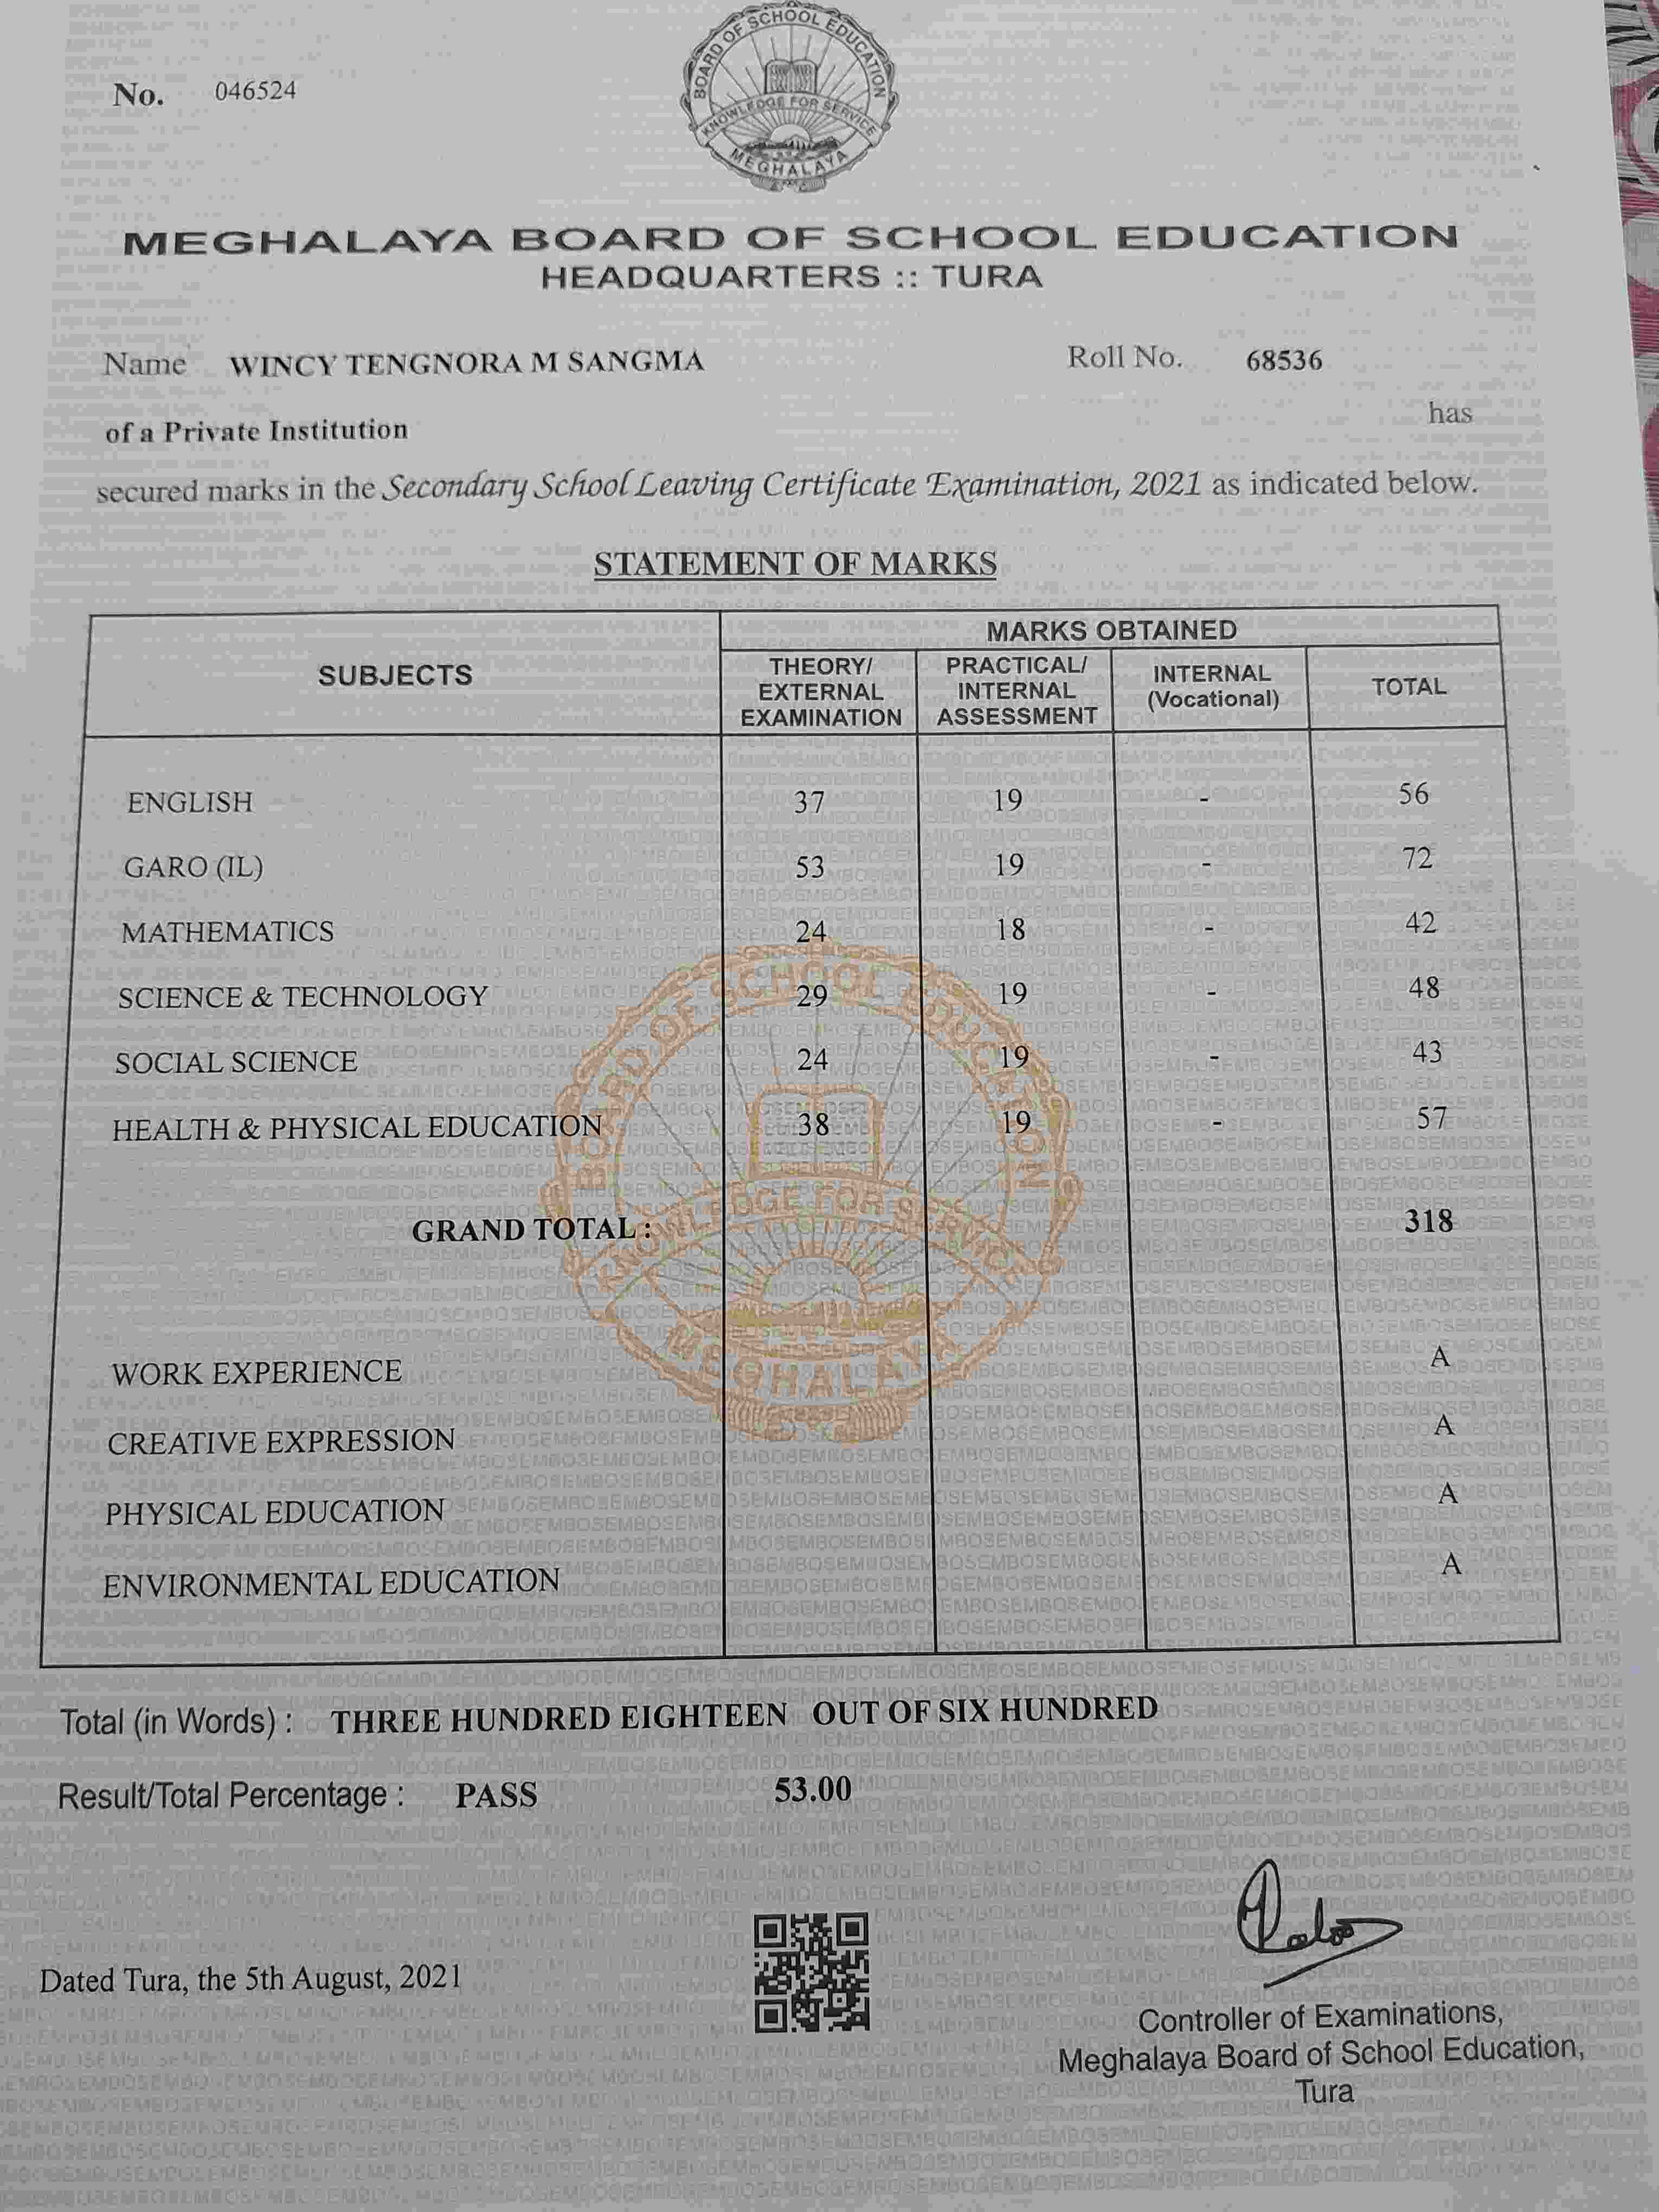 BOARD OF SCHOOL EDUCATION
KNOWLEDGE FOR SERVICE
MEGHALAYA
No. 046524
MEGHALAYA BOARD OF SCHOOL EDUCATION
HEADQUARTERS :: TURA
Name WINCY TENGNORA M SANGMA Roll No. 68536
of a Private Institution has
secured marks in the Secondary School Leaving Certificate Examination, 2021 as indicated below.
STATEMENT OF MARKS
SUBJECTS MARKS OBTAINED
THEORY/ EXTERNAL EXAMINATION PRACTICAL/ INTERNAL ASSESSMENT INTERNAL (Vocational) TOTAL
ENGLISH 37 19 - 56
GARO (IL) 53 19 - 72
MATHEMATICS 24 18 - 42
SCIENCE & TECHNOLOGY 29 19 - 48
SOCIAL SCIENCE 24 19 - 43
HEALTH & PHYSICAL EDUCATION 38 19 - 57
GRAND TOTAL : 318
WORK EXPERIENCE A
CREATIVE EXPRESSION A
PHYSICAL EDUCATION A
ENVIRONMENTAL EDUCATION A
Total (in Words) : THREE HUNDRED EIGHTEEN OUT OF SIX HUNDRED
Result/Total Percentage : PASS 53.00
Dated Tura, the 5th August, 2021
Controller of Examinations,
Meghalaya Board of School Education,
Tura